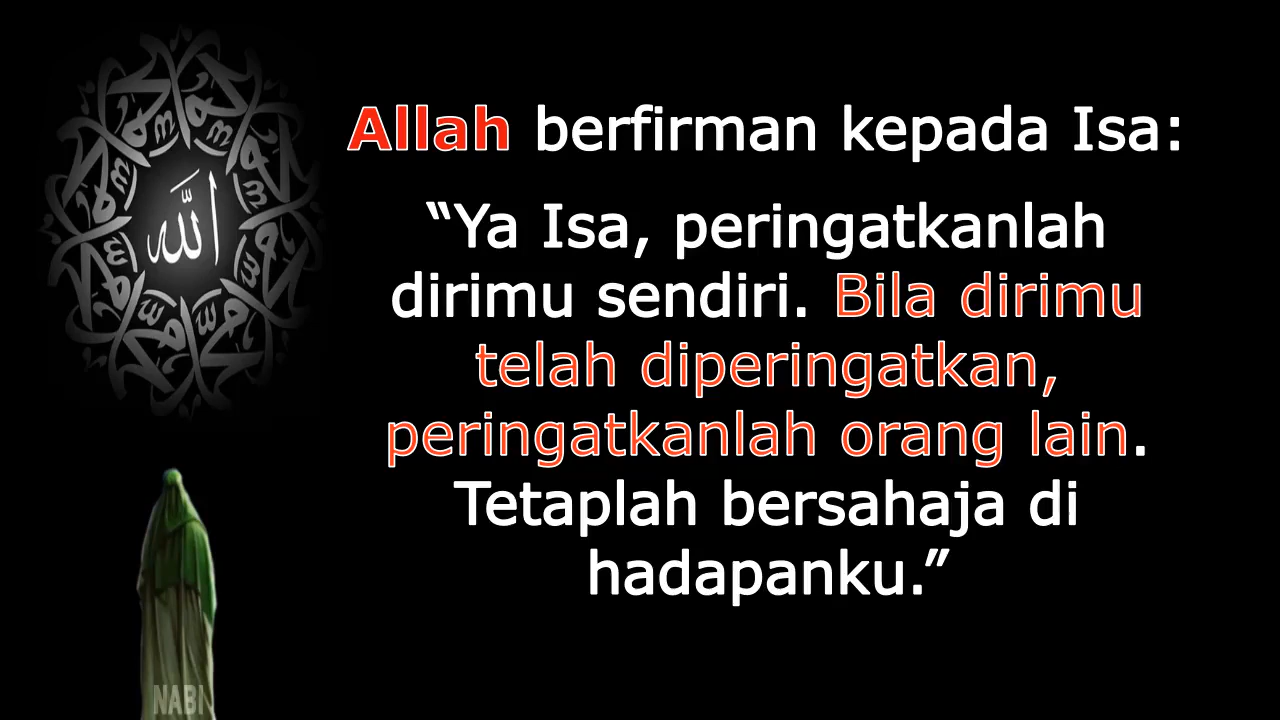 الله
Allah berfirman kepada Isa:
“Ya Isa, peringatkanlah
dirimu sendiri. Bila dirimu
telah diperingatkan,
peringatkanlah orang lain.
Tetaplah bersahaja di
hadapanku.”
NABI